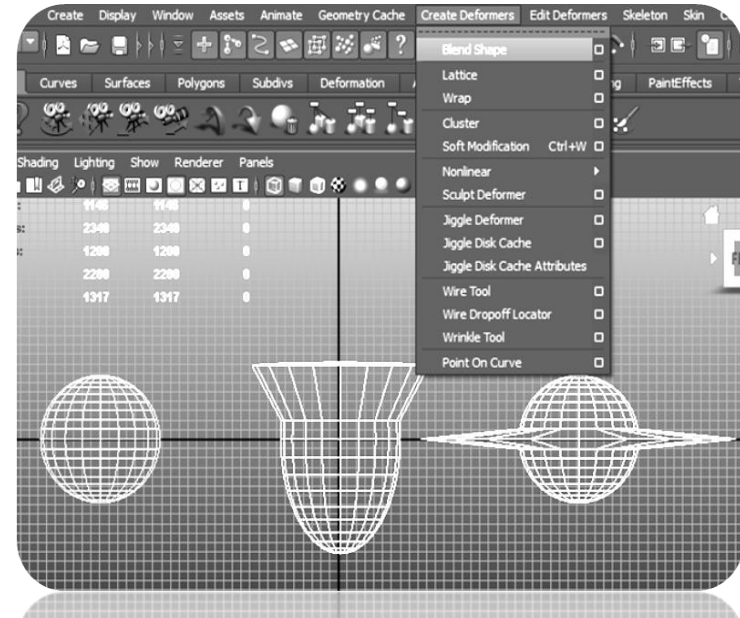 Create Display Window Assets Animate Geometry Cache Create Deformers Edit Deformers Skeleton Skin
Blend Shape
Lattice
Wrap
Cluster
Soft Modification Ctrl+W
Nonlinear
Sculpt Deformer
Jiggle Deformer
Jiggle Disk Cache
Jiggle Disk Cache Attributes
Wire Tool
Wire Dropoff Locator
Wrinkle Tool
Point On Curve
Curves Surfaces Polygons Subdivs Deformation PaintEffects
Shading Lighting Show Renderer Panels
2340 2340 0
1200 1200 0
2280 2280 0
1317 1317 0